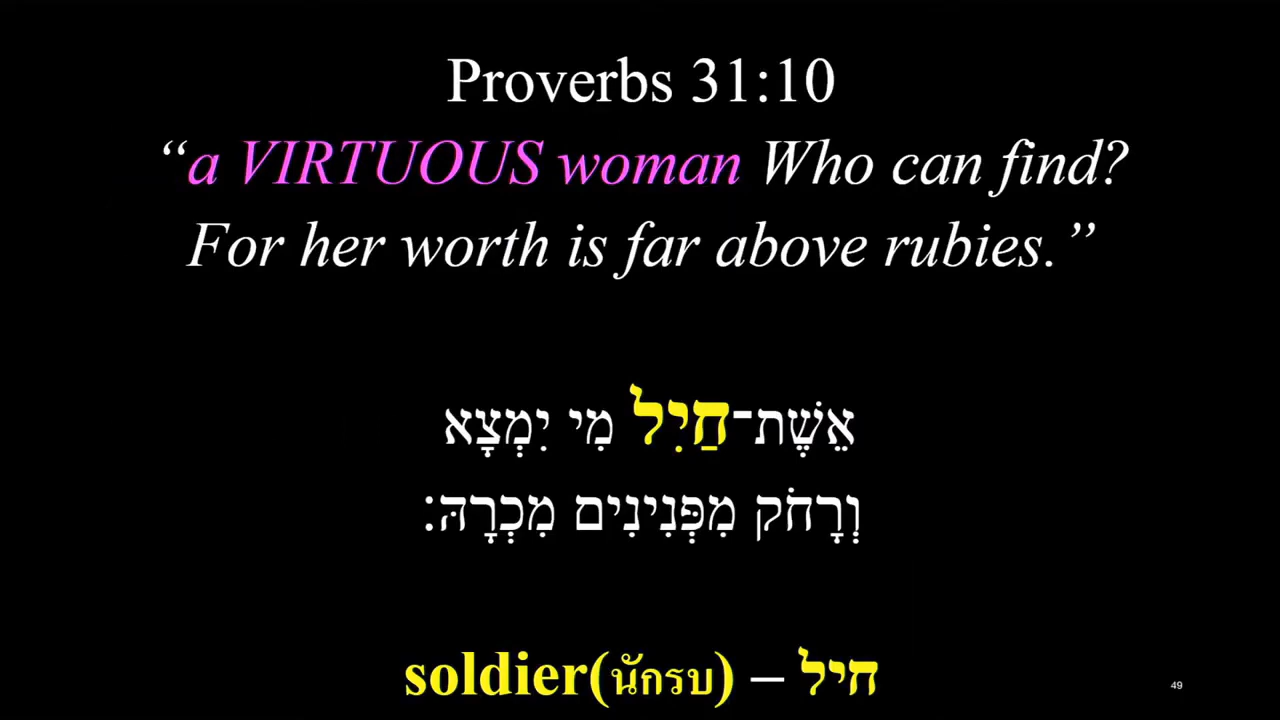 Proverbs 31:10
“a VIRTUOUS woman Who can find?
For her worth is far above rubies.”
אֵשֶׁת־חַיִל מִי יִמְצָא
וְרָחֹק מִפְּנִינִים מִכְרָהּ׃
soldier(นักรบ) – חיל
49